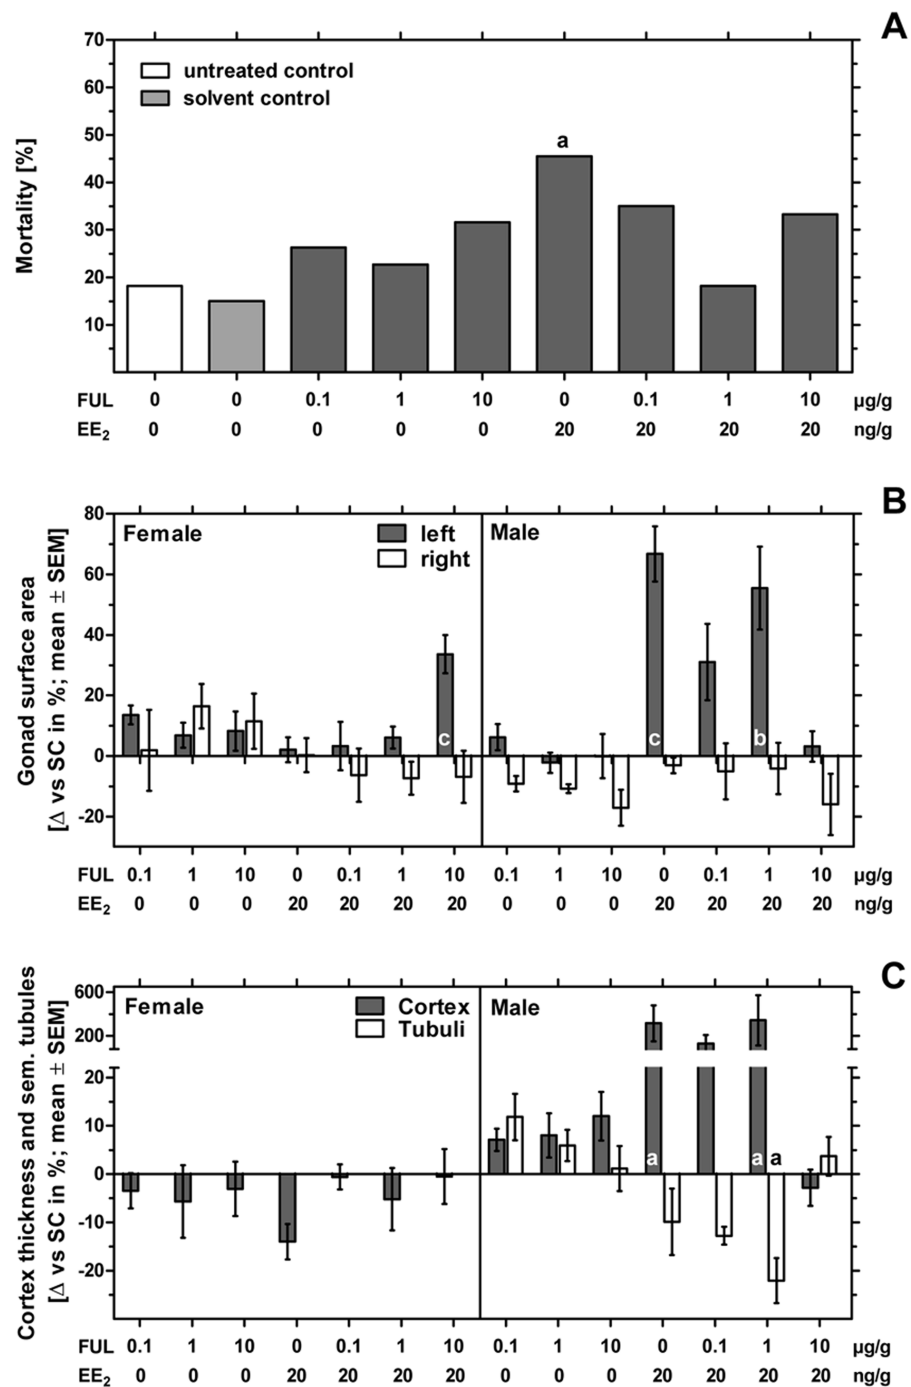 A
Mortality [%]
70
60
50
40
30
20
10
untreated control
solvent control
a
FUL 0 0 0.1 1 10 0 0.1 1 10 µg/g
EE2 0 0 0 0 0 20 20 20 20 ng/g
B
Gonad surface area
[Δ vs SC in %; mean ± SEM]
80
60
40
20
0
-20
Female
left
right
Male
c
c
b
FUL 0.1 1 10 0 0.1 1 10 0.1 1 10 0 0.1 1 10 µg/g
EE2 0 0 0 20 20 20 20 0 0 0 20 20 20 20 ng/g
C
Cortex thickness and sem. tubules
[Δ vs SC in %; mean ± SEM]
600
200
20
10
0
-10
-20
Female
Cortex
Tubuli
Male
a
a
a
FUL 0.1 1 10 0 0.1 1 10 0.1 1 10 0 0.1 1 10 µg/g
EE2 0 0 0 20 20 20 20 0 0 0 20 20 20 20 ng/g